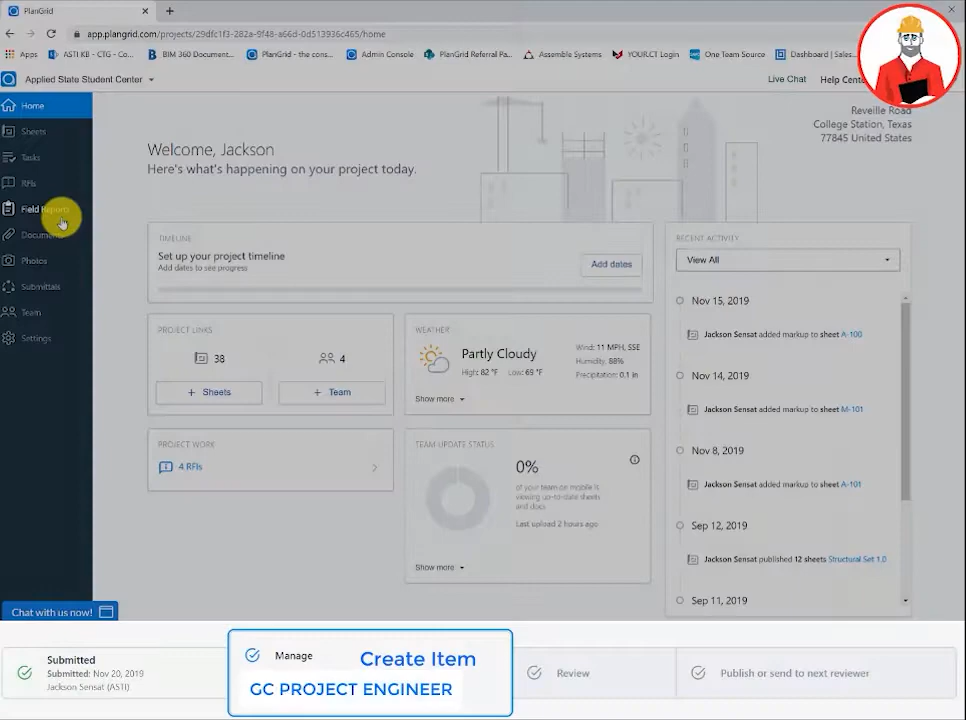 PlanGrid
app.plangrid.com/projects/29dfc1f3-282a-9f48-a66d-0d513936c465/home
Apps
ASTI KB - CTG - Co...
BIM 360 Document...
PlanGrid - the cons...
Admin Console
PlanGrid Referral Pa...
Assemble Systems
YOUR.CT Login
One Team Source
Dashboard | Sales...
Applied State Student Center
Live Chat
Help Cente
Home
Sheets
Tasks
RFIs
Field Reports
Docume
Photos
Submittals
Team
Settings
Chat with us now!
Welcome, Jackson
Here's what's happening on your project today.
Reveille Road
College Station, Texas
77845 United States
TIMELINE
Set up your project timeline
Add dates to see progress
Add dates
PROJECT LINKS
38
4
+ Sheets
+ Team
WEATHER
Partly Cloudy
High: 82 °F Low: 69 °F
Wind: 11 MPH, SSE
Humidity: 88%
Precipitation: 0.1 in
Show more
PROJECT WORK
4 RFIs
TEAM UPDATE STATUS
0%
of your team on mobile is
viewing up-to-date sheets
and docs
Last upload 2 hours ago
Show more
RECENT ACTIVITY
View All
Nov 15, 2019
Jackson Sensat added markup to sheet A-100
Nov 14, 2019
Jackson Sensat added markup to sheet M-101
Nov 8, 2019
Jackson Sensat added markup to sheet A-101
Sep 12, 2019
Jackson Sensat published 12 sheets Structural Set 1.0
Sep 11, 2019
Submitted
Submitted: Nov 20, 2019
Jackson Sensat (ASTI)
Manage
Create Item
GC PROJECT ENGINEER
Review
Publish or send to next reviewer